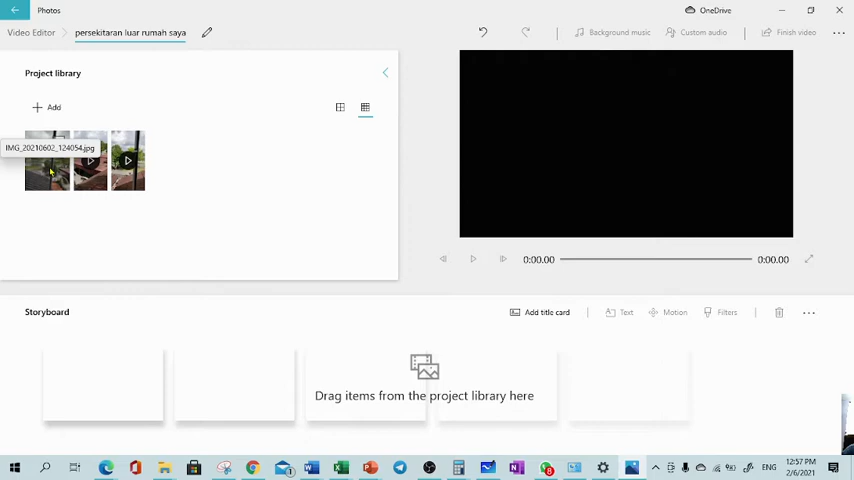 Photos
OneDrive
Video Editor
persekitaran luar rumah saya
Background music
Custom audio
Finish video
Project library
Add
IMG_20210602_124054.jpg
0:00.00
0:00.00
Storyboard
Add title card
Text
Motion
Filters
Drag items from the project library here
ENG
12:57 PM
2/6/2021